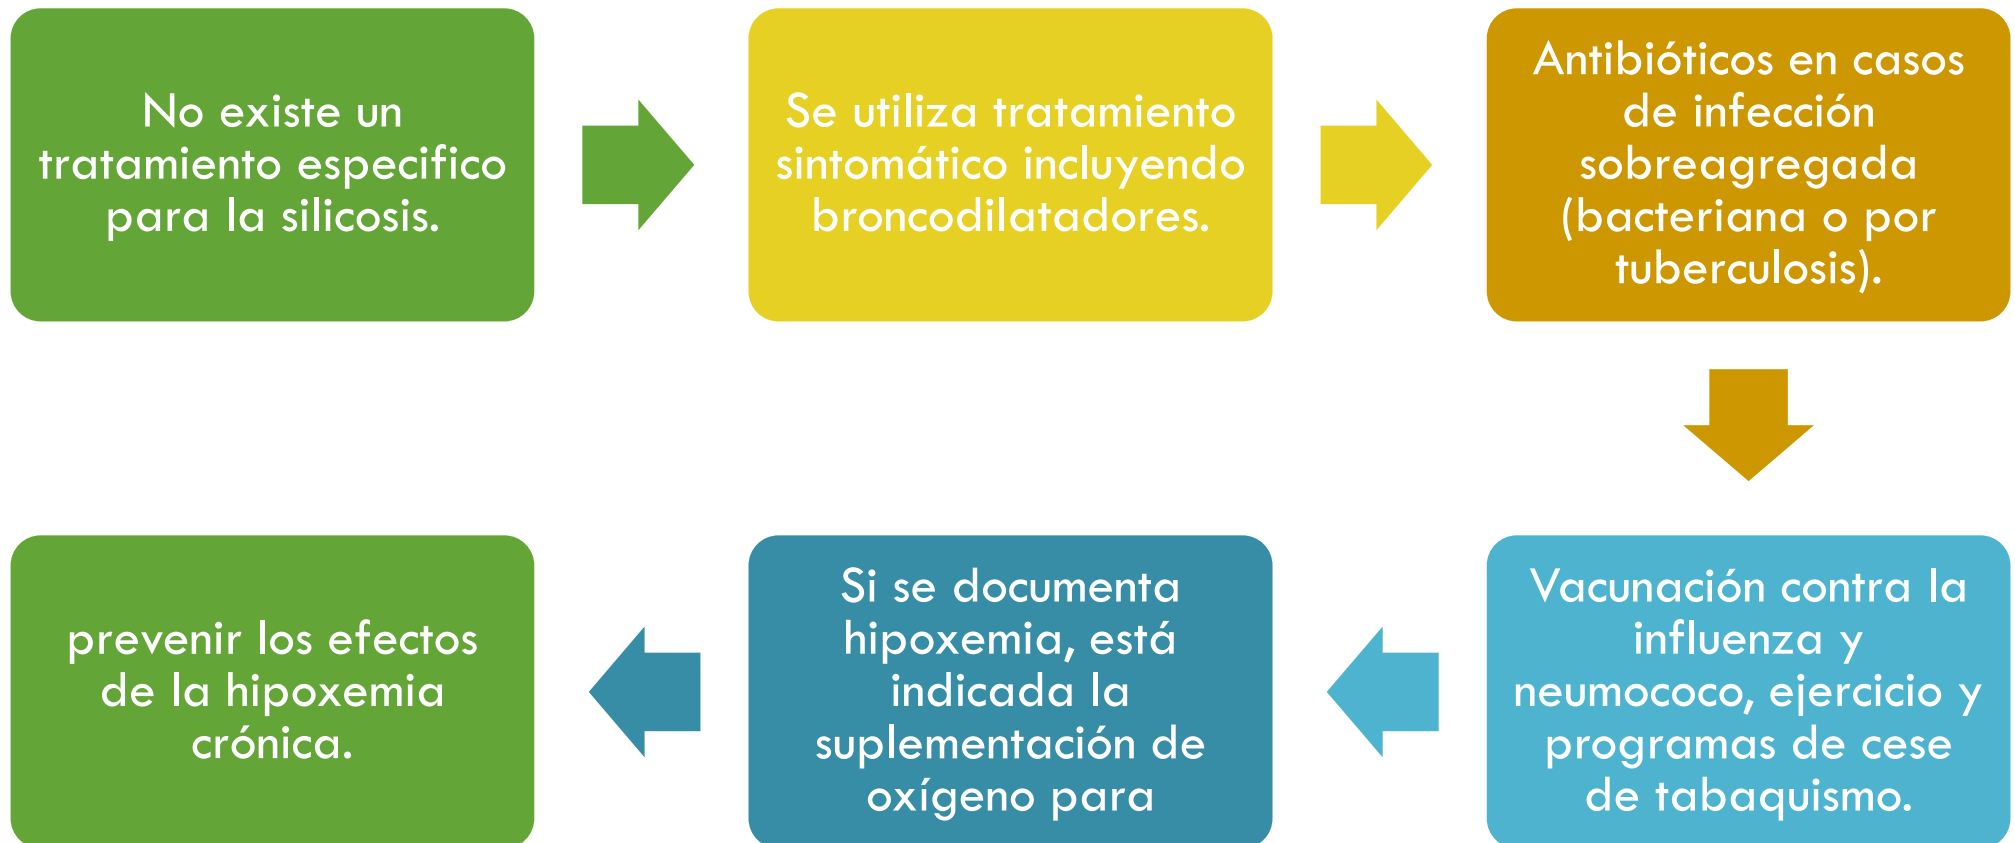 No existe un
tratamiento especifico
para la silicosis.
Se utiliza tratamiento
sintomático incluyendo
broncodilatadores.
Antibióticos en casos
de infección
sobreagregada
(bacteriana o por
tuberculosis).
Vacunación contra la
influenza y
neumococo, ejercicio y
programas de cese
de tabaquismo.
Si se documenta
hipoxemia, está
indicada la
suplementación de
oxígeno para
prevenir los efectos
de la hipoxemia
crónica.